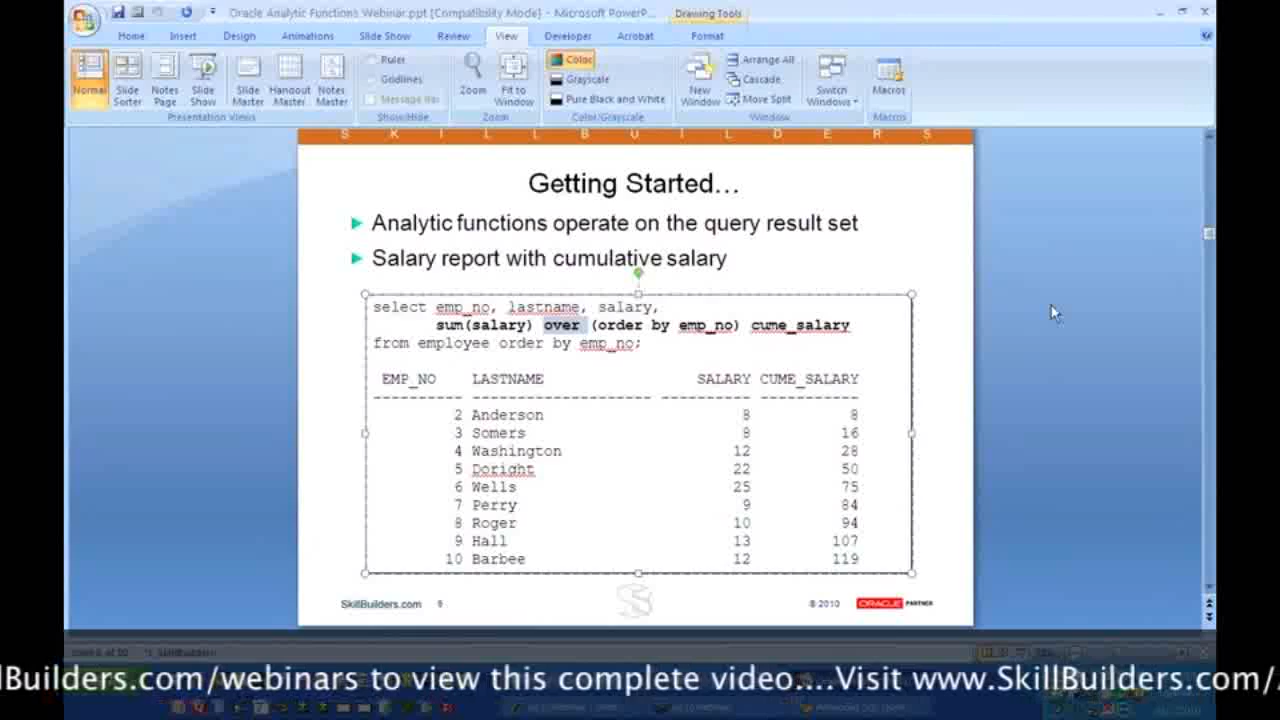 Oracle Analytic Functions Webinar.ppt [Compatibility Mode] - Microsoft PowerP...
Drawing Tools
Home Insert Design Animations Slide Show Review View Developer Acrobat Format
Normal
Slide Sorter
Notes Page
Slide Show
Slide Master
Handout Master
Notes Master
Presentation Views
Ruler
Gridlines
Message Bar
Show/Hide
Zoom
Fit to Window
Zoom
Color
Grayscale
Pure Black and White
Color/Grayscale
New Window
Arrange All
Cascade
Move Split
Window
Switch Windows
Macros
Macros
S K I L L B U I L D E R S
Getting Started...
Analytic functions operate on the query result set
Salary report with cumulative salary
select emp_no, lastname, salary,
sum(salary) over (order by emp_no) cume_salary
from employee order by emp_no;
EMP_NO LASTNAME SALARY CUME_SALARY
---------- -------------------- ---------- -----------
2 Anderson 8 8
3 Somers 8 16
4 Washington 12 28
5 Doright 22 50
6 Wells 25 75
7 Perry 9 84
8 Roger 10 94
9 Hall 13 107
10 Barbee 12 119
SkillBuilders.com 9 © 2010 ORACLE PARTNER
lBuilders.com/webinars to view this complete video....Visit www.SkillBuilders.com/